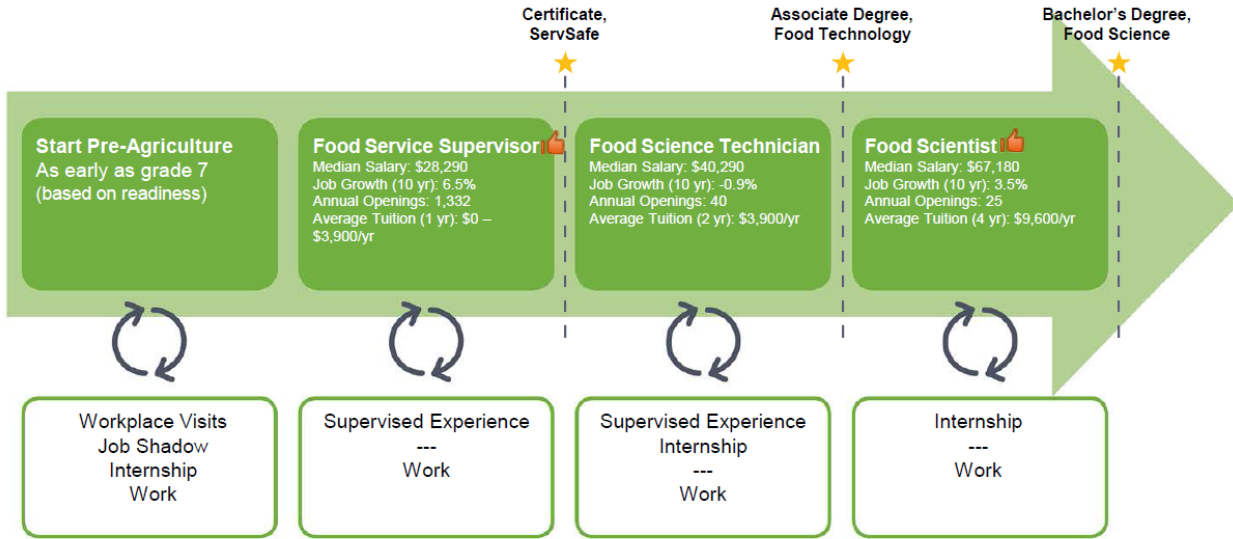 Certificate,
ServSafe
Associate Degree,
Food Technology
Bachelor's Degree,
Food Science
Start Pre-Agriculture
As early as grade 7
(based on readiness)
Food Service Supervisor
Median Salary: $28,290
Job Growth (10 yr): 6.5%
Annual Openings: 1,332
Average Tuition (1 yr): $0 –
$3,900/yr
Food Science Technician
Median Salary: $40,290
Job Growth (10 yr): -0.9%
Annual Openings: 40
Average Tuition (2 yr): $3,900/yr
Food Scientist
Median Salary: $67,180
Job Growth (10 yr): 3.5%
Annual Openings: 25
Average Tuition (4 yr): $9,600/yr
Workplace Visits
Job Shadow
Internship
Work
Supervised Experience
---
Work
Supervised Experience
Internship
---
Work
Internship
---
Work